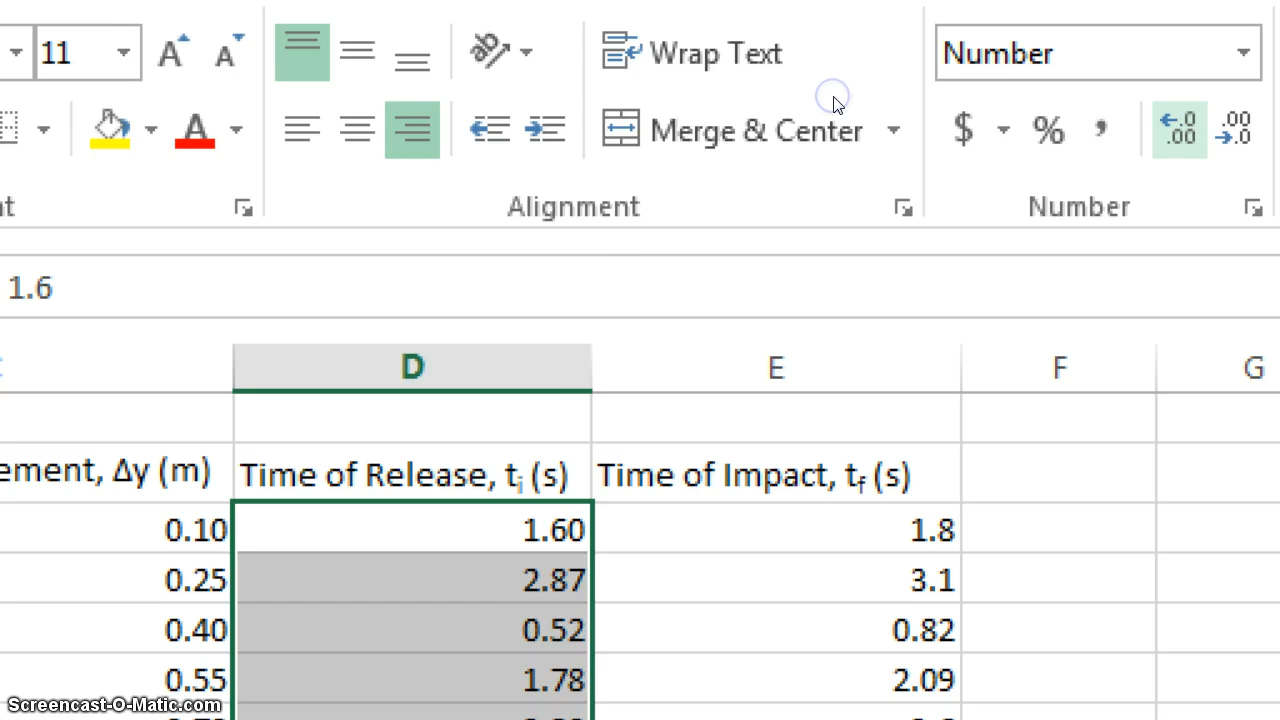 11 A A ab Wrap Text Number
A Merge & Center $ % , .0 .00 .00 .0
t Alignment Number
1.6
D E F G
ement, Δy (m) Time of Release, tᵢ (s) Time of Impact, t_f (s)
0.10 1.60 1.8
0.25 2.87 3.1
0.40 0.52 0.82
0.55 1.78 2.09
Screencast-O-Matic.com